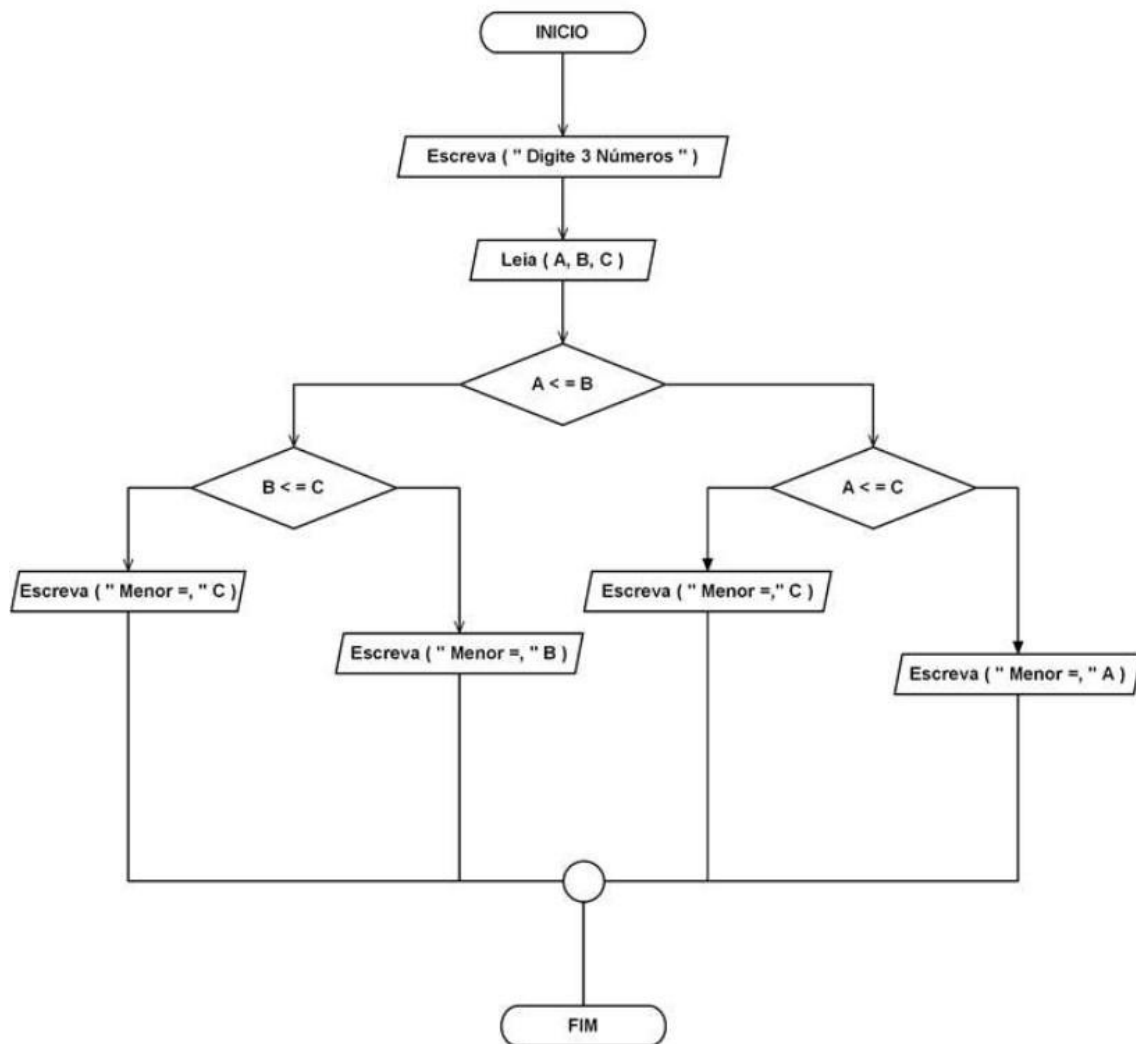 INICIO
Escreva ( " Digite 3 Números " )
Leia ( A, B, C )
A < = B
B < = C
A < = C
Escreva ( " Menor =, " C )
Escreva ( " Menor =," C )
Escreva ( " Menor =, " B )
Escreva ( " Menor =, " A )
FIM